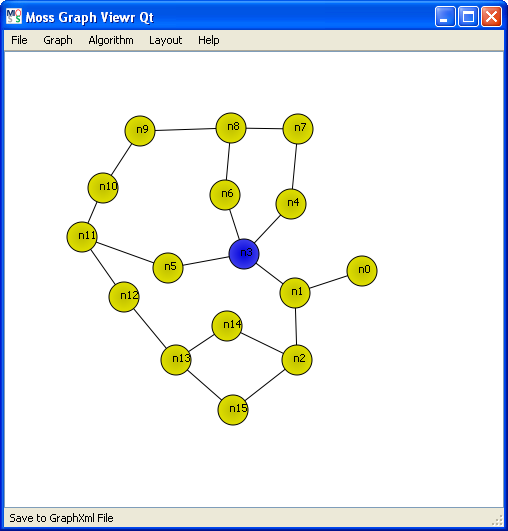 Moss Graph Viewr Qt
File Graph Algorithm Layout Help
n9 n8 n7
n10 n6 n4
n11 n3
n5 n0
n12 n1
n14
n13 n2
n15
Save to GraphXml File